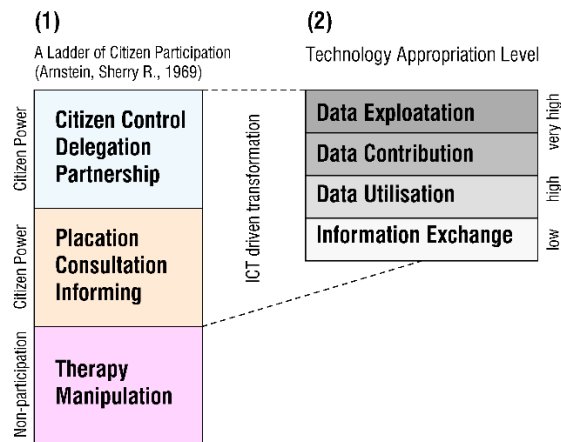 (1)
A Ladder of Citizen Participation
(Arnstein, Sherry R., 1969)
Citizen Power
Citizen Control
Delegation
Partnership
Citizen Power
Placation
Consultation
Informing
Non-participation
Therapy
Manipulation
ICT driven transformation
(2)
Technology Appropriation Level
Data Exploatation
Data Contribution
Data Utilisation
Information Exchange
very high
high
low